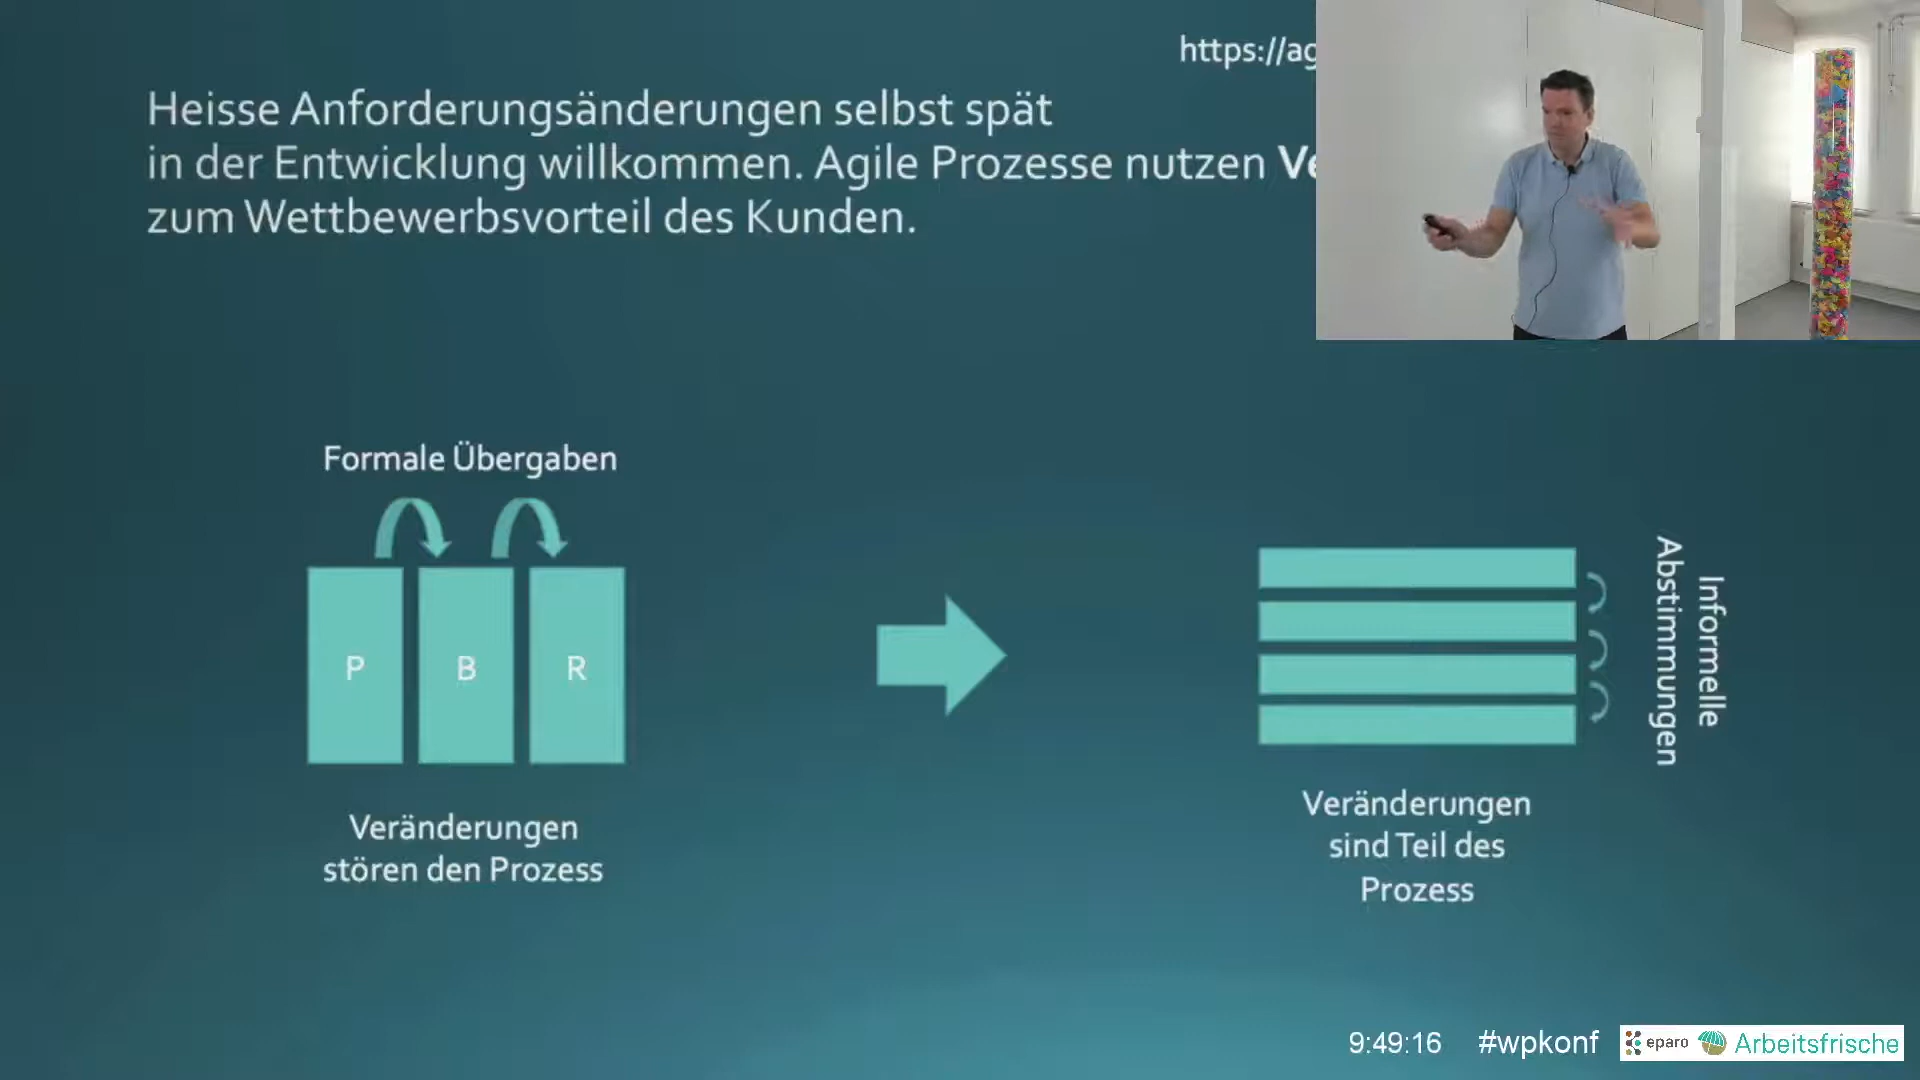 https://ag
Heisse Anforderungsänderungen selbst spät
in der Entwicklung willkommen. Agile Prozesse nutzen
zum Wettbewerbsvorteil des Kunden.
Formale Übergaben
P B R
Veränderungen
stören den Prozess
Informelle
Abstimmungen
Veränderungen
sind Teil des
Prozess
9:49:16 #wpkonf eparo Arbeitsfrische